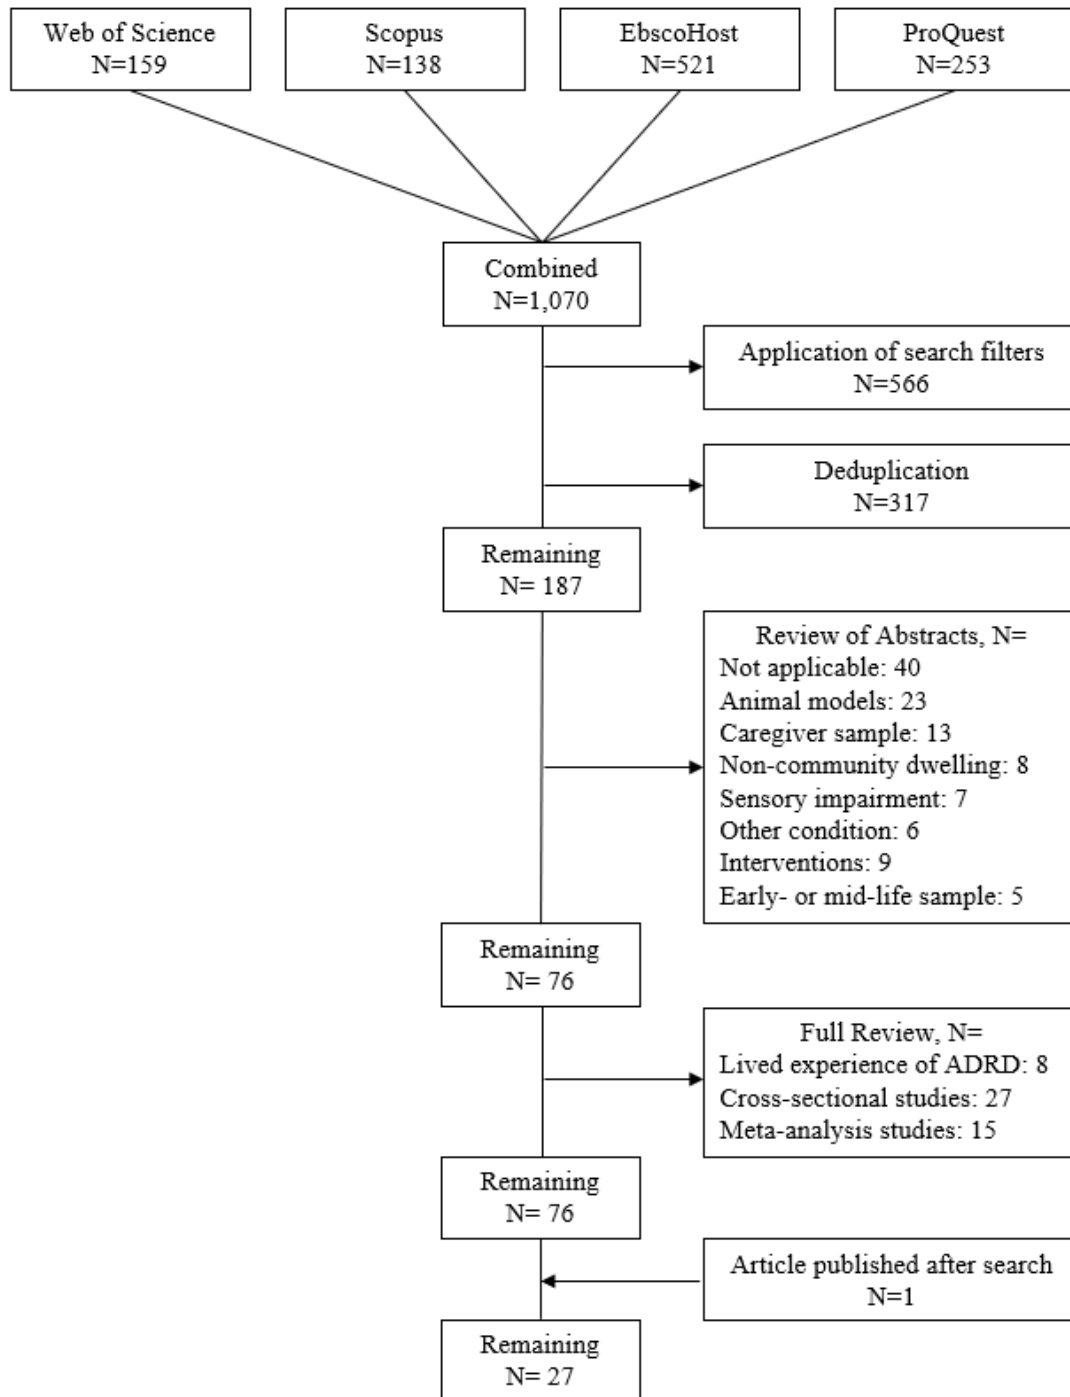 Web of Science
N=159
Scopus
N=138
EbscoHost
N=521
ProQuest
N=253
Combined
N=1,070
Application of search filters
N=566
Deduplication
N=317
Remaining
N= 187
Review of Abstracts, N=
Not applicable: 40
Animal models: 23
Caregiver sample: 13
Non-community dwelling: 8
Sensory impairment: 7
Other condition: 6
Interventions: 9
Early- or mid-life sample: 5
Remaining
N= 76
Full Review, N=
Lived experience of ADRD: 8
Cross-sectional studies: 27
Meta-analysis studies: 15
Remaining
N= 76
Article published after search
N=1
Remaining
N= 27